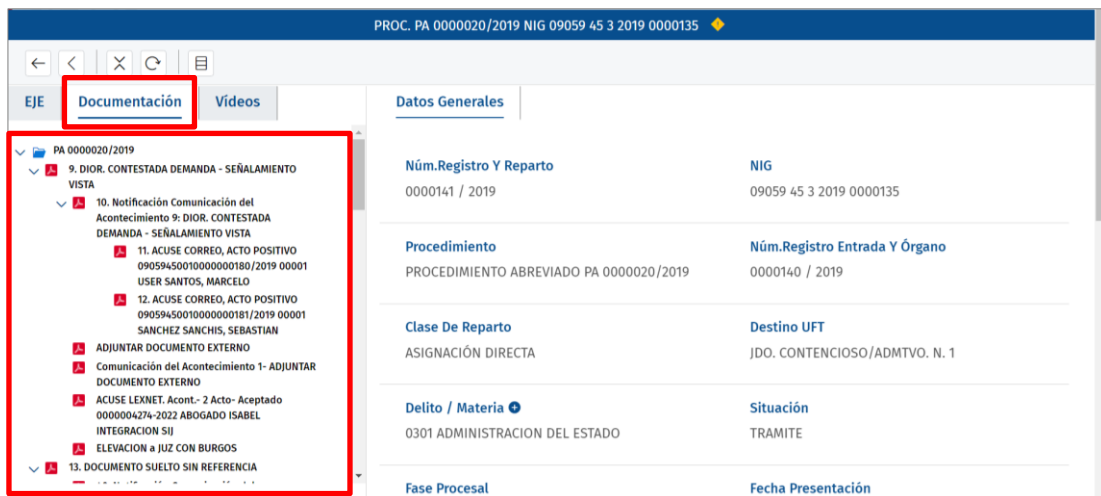 PROC. PA 0000020/2019 NIG 09059 45 3 2019 0000135
EJE
Documentación
Vídeos
PA 0000020/2019
9. DIOR. CONTESTADA DEMANDA - SEÑALAMIENTO
VISTA
10. Notificación Comunicación del
Acontecimiento 9: DIOR. CONTESTADA
DEMANDA - SEÑALAMIENTO VISTA
11. ACUSE CORREO, ACTO POSITIVO
09059450010000000180/2019 00001
USER SANTOS, MARCELO
12. ACUSE CORREO, ACTO POSITIVO
09059450010000000181/2019 00001
SANCHEZ SANCHIS, SEBASTIAN
ADJUNTAR DOCUMENTO EXTERNO
Comunicación del Acontecimiento 1- ADJUNTAR
DOCUMENTO EXTERNO
ACUSE LEXNET. Acont.- 2 Acto- Aceptado
0000004274-2022 ABOGADO ISABEL
INTEGRACION SIJ
ELEVACION a JUZ CON BURGOS
13. DOCUMENTO SUELTO SIN REFERENCIA
Datos Generales
Núm.Registro Y Reparto
0000141 / 2019
NIG
09059 45 3 2019 0000135
Procedimiento
PROCEDIMIENTO ABREVIADO PA 0000020/2019
Núm.Registro Entrada Y Órgano
0000140 / 2019
Clase De Reparto
ASIGNACIÓN DIRECTA
Destino UFT
JDO. CONTENCIOSO/ADMTVO. N. 1
Delito / Materia
0301 ADMINISTRACION DEL ESTADO
Situación
TRAMITE
Fase Procesal
Fecha Presentación